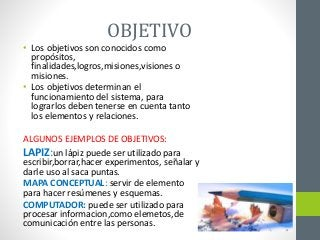 OBJETIVO
• Los objetivos son conocidos como
propósitos,
finalidades,logros,misiones,visiones o
misiones.
• Los objetivos determinan el
funcionamiento del sistema, para
lograrlos deben tenerse en cuenta tanto
los elementos y relaciones.
ALGUNOS EJEMPLOS DE OBJETIVOS:
LAPIZ:un lápiz puede ser utilizado para
escribir,borrar,hacer experimentos, señalar y
darle uso al saca puntas.
MAPA CONCEPTUAL: servir de elemento
para hacer resúmenes y esquemas.
COMPUTADOR: puede ser utilizado para
procesar informacion,como elemetos,de
comunicación entre las personas.